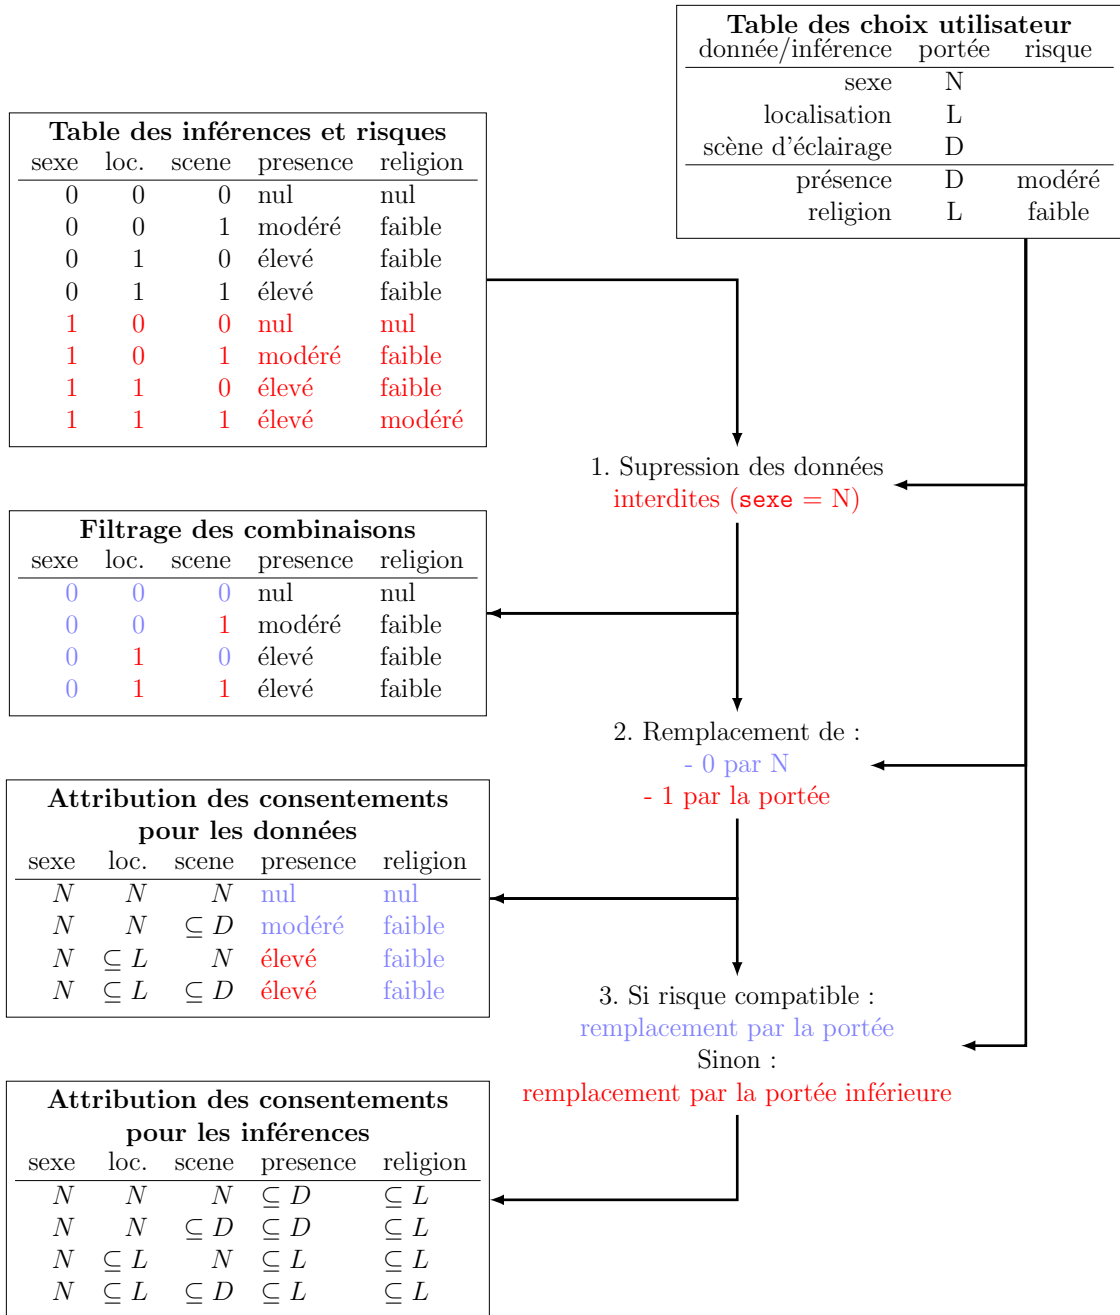 Table des choix utilisateur
donnée/inférence portée risque
sexe N
localisation L
scène d'éclairage D
présence D modéré
religion L faible
Table des inférences et risques
sexe loc. scene presence religion
0 0 0 nul nul
0 0 1 modéré faible
0 1 0 élevé faible
0 1 1 élevé faible
1 0 0 nul nul
1 0 1 modéré faible
1 1 0 élevé faible
1 1 1 élevé modéré
1. Supression des données
interdites (sexe = N)
Filtrage des combinaisons
sexe loc. scene presence religion
0 0 0 nul nul
0 0 1 modéré faible
0 1 0 élevé faible
0 1 1 élevé faible
2. Remplacement de :
- 0 par N
- 1 par la portée
Attribution des consentements
pour les données
sexe loc. scene presence religion
N N N nul nul
N N ⊆ D modéré faible
N ⊆ L N élevé faible
N ⊆ L ⊆ D élevé faible
3. Si risque compatible :
remplacement par la portée
Sinon :
remplacement par la portée inférieure
Attribution des consentements
pour les inférences
sexe loc. scene presence religion
N N N ⊆ D ⊆ L
N N ⊆ D ⊆ D ⊆ L
N ⊆ L N ⊆ L ⊆ L
N ⊆ L ⊆ D ⊆ L ⊆ L